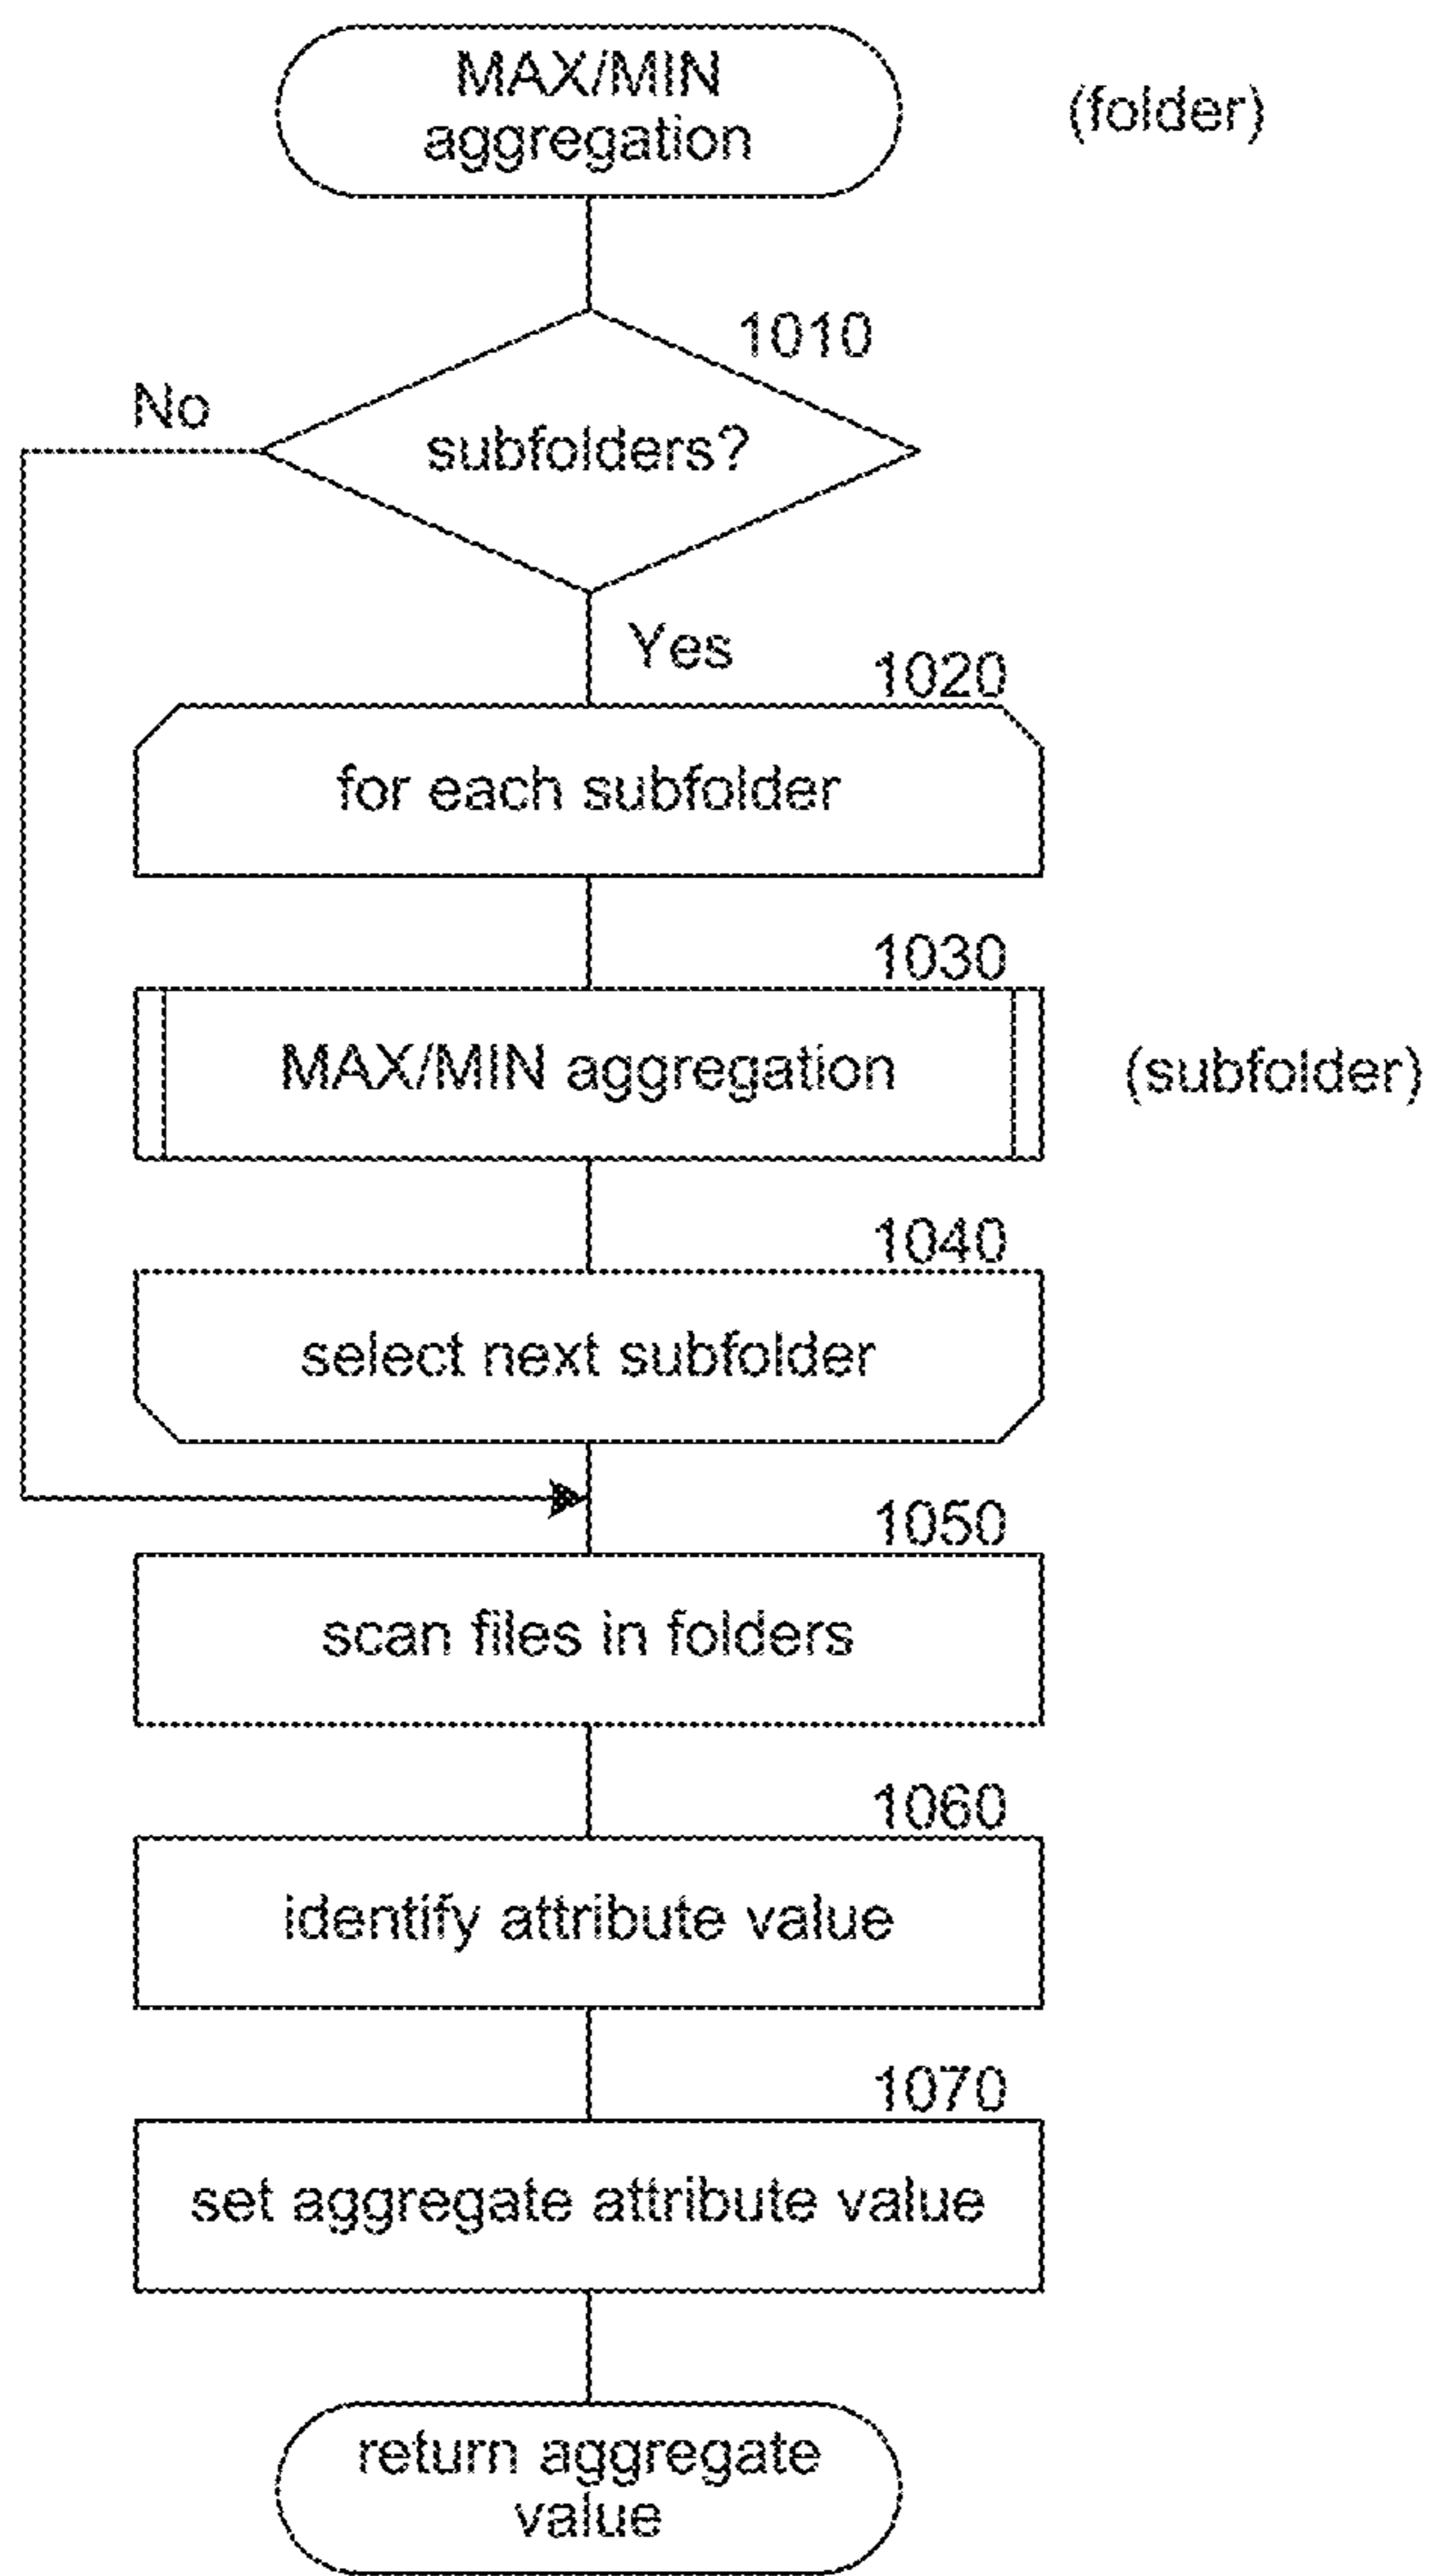 MAX/MIN
aggregation
(folder)
1010
No
subfolders?
Yes
1020
for each subfolder
1030
MAX/MIN aggregation
(subfolder)
1040
select next subfolder
1050
scan files in folders
1060
identify attribute value
1070
set aggregate attribute value
return aggregate
value